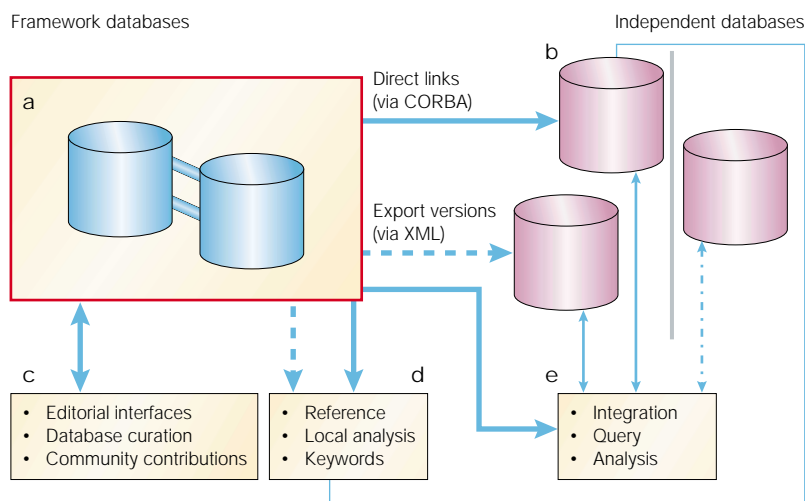 Framework databases
Independent databases
a
b
Direct links
(via CORBA)
Export versions
(via XML)
c
• Editorial interfaces
• Database curation
• Community contributions
d
• Reference
• Local analysis
• Keywords
e
• Integration
• Query
• Analysis